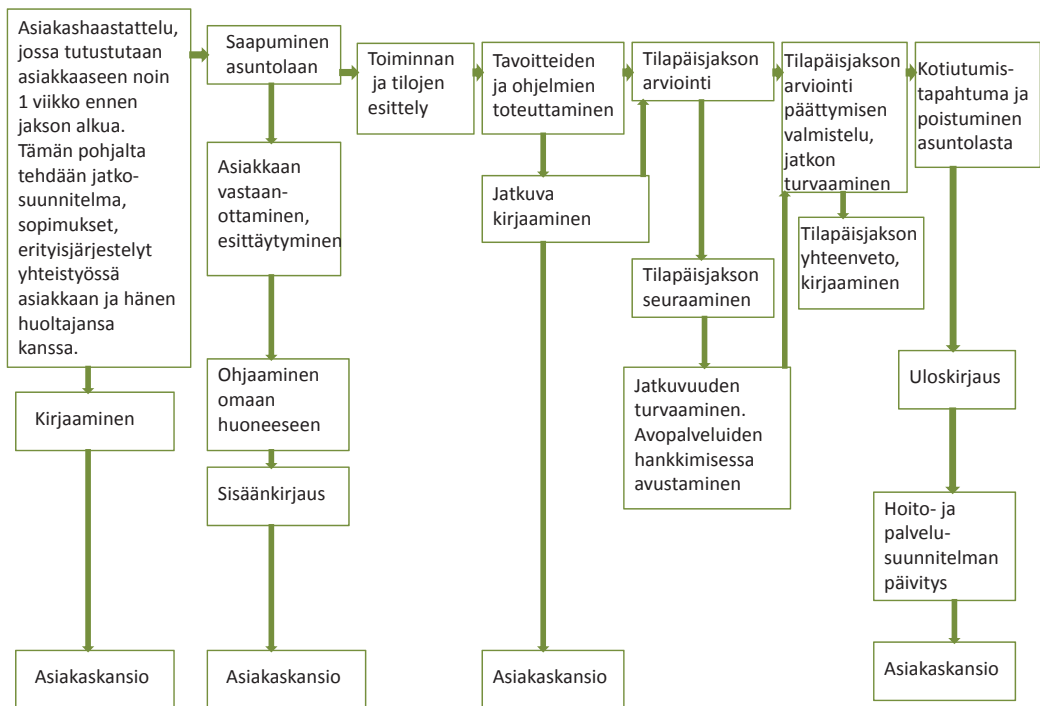 Asiakashaastattelu,
jossa tutustutaan
asiakkaaseen noin
1 viikko ennen
jakson alkua.
Tämän pohjalta
tehdään jatko-
suunnitelma,
sopimukset,
erityisjärjestelyt
yhteistyössä
asiakkaan ja hänen
huoltajansa
kanssa.
Kirjaaminen
Asiakaskansio
Saapuminen
asuntolaan
Asiakkaan
vastaan-
ottaminen,
esittäytyminen
Ohjaaminen
omaan
huoneeseen
Sisäänkirjaus
Asiakaskansio
Toiminnan
ja tilojen
esittely
Tavoitteiden
ja ohjelmien
toteuttaminen
Jatkuva
kirjaaminen
Asiakaskansio
Tilapäisjakson
arviointi
Tilapäisjakson
seuraaminen
Jatkuvuuden
turvaaminen.
Avopalveluiden
hankkimisessa
avustaminen
Tilapäisjakson
arviointi
päättymisen
valmistelu,
jatkon
turvaaminen
Tilapäisjakson
yhteenveto,
kirjaaminen
Kotiutumis-
tapahtuma ja
poistuminen
asuntolasta
Uloskirjaus
Hoito- ja
palvelu-
suunnitelman
päivitys
Asiakaskansio